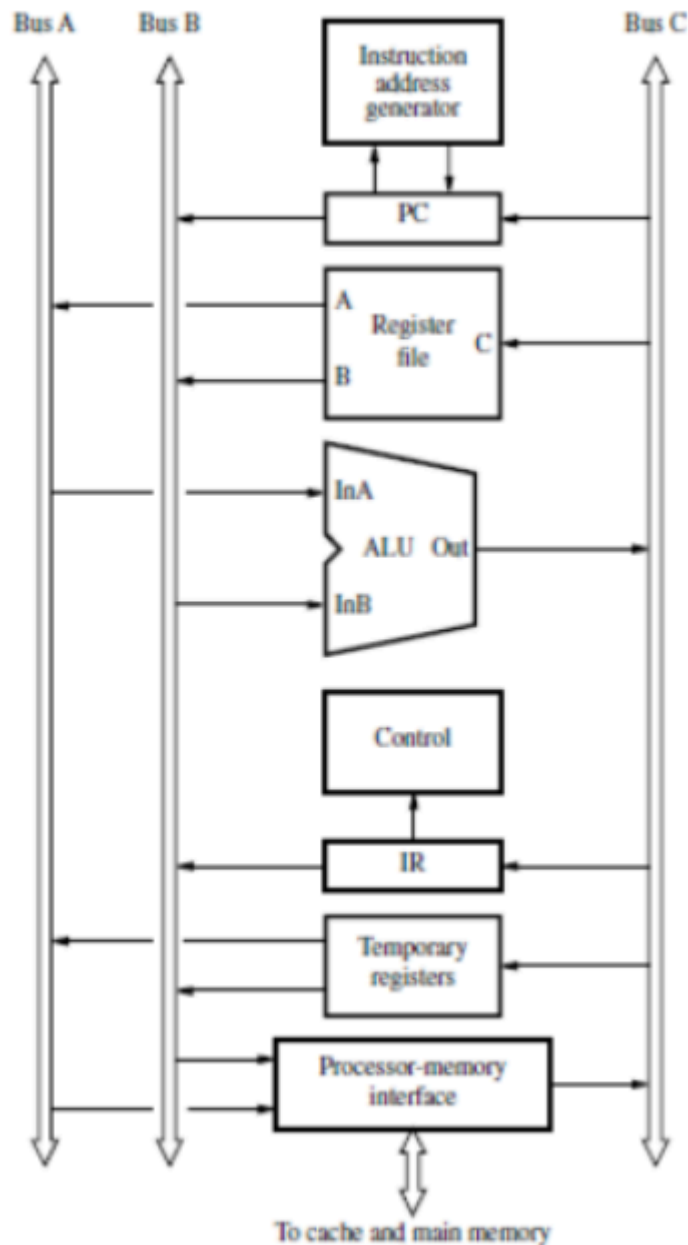 Bus A
Bus B
Bus C
Instruction
address
generator
PC
A
Register
file
C
B
InA
ALU
Out
InB
Control
IR
Temporary
registers
Processor-memory
interface
To cache and main memory